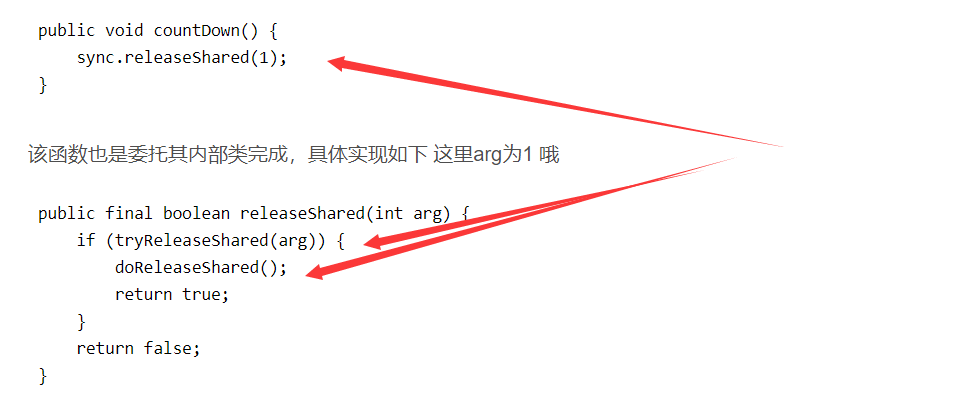 public void countDown() {
    sync.releaseShared(1);
}
该函数也是委托其内部类完成，具体实现如下 这里arg为1 哦
public final boolean releaseShared(int arg) {
    if (tryReleaseShared(arg)) {
        doReleaseShared();
        return true;
    }
    return false;
}